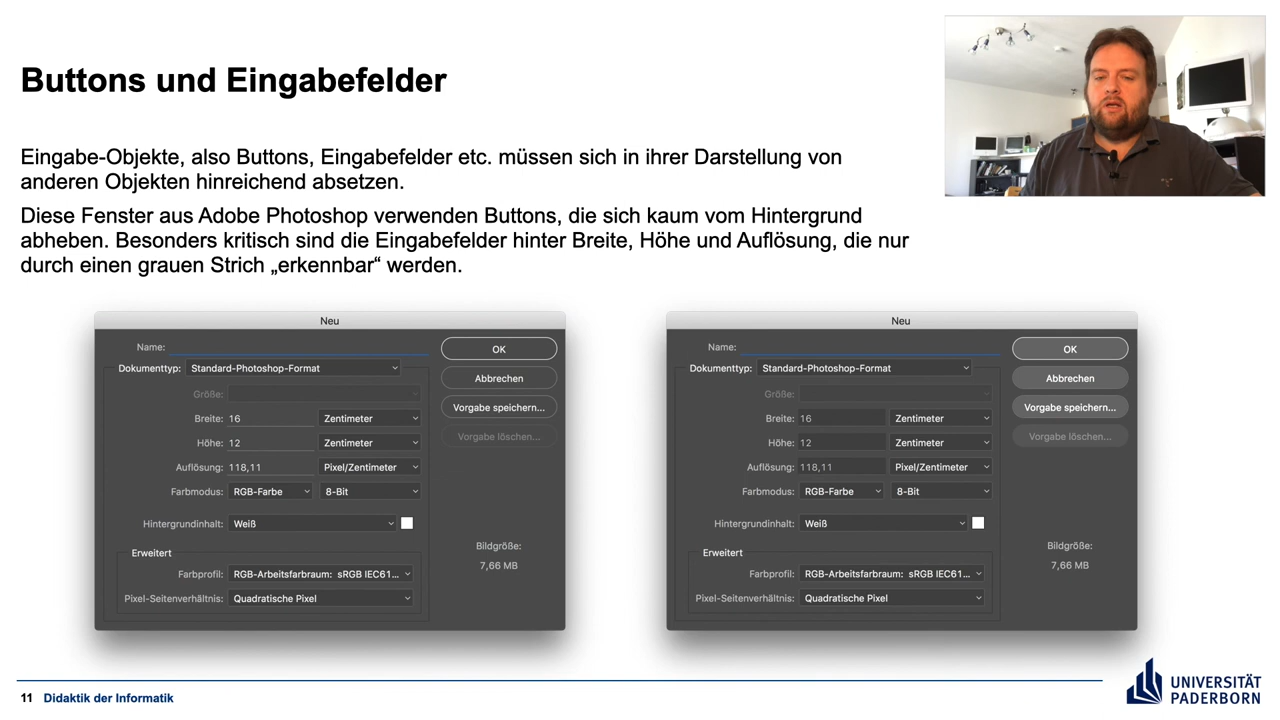 Buttons und Eingabefelder
Eingabe-Objekte, also Buttons, Eingabefelder etc. müssen sich in ihrer Darstellung von
anderen Objekten hinreichend absetzen.
Diese Fenster aus Adobe Photoshop verwenden Buttons, die sich kaum vom Hintergrund
abheben. Besonders kritisch sind die Eingabefelder hinter Breite, Höhe und Auflösung, die nur
durch einen grauen Strich „erkennbar“ werden.
Neu
Name:
OK
Dokumenttyp: Standard-Photoshop-Format
Abbrechen
Größe:
Vorgabe speichern...
Breite: 16 Zentimeter
Vorgabe löschen...
Höhe: 12 Zentimeter
Auflösung: 118,11 Pixel/Zentimeter
Farbmodus: RGB-Farbe 8-Bit
Hintergrundinhalt: Weiß
Bildgröße:
7,66 MB
Erweitert
Farbprofil: RGB-Arbeitsfarbraum: sRGB IEC61...
Pixel-Seitenverhältnis: Quadratische Pixel
Neu
Name:
OK
Dokumenttyp: Standard-Photoshop-Format
Abbrechen
Größe:
Vorgabe speichern...
Breite: 16 Zentimeter
Vorgabe löschen...
Höhe: 12 Zentimeter
Auflösung: 118,11 Pixel/Zentimeter
Farbmodus: RGB-Farbe 8-Bit
Hintergrundinhalt: Weiß
Bildgröße:
7,66 MB
Erweitert
Farbprofil: RGB-Arbeitsfarbraum: sRGB IEC61...
Pixel-Seitenverhältnis: Quadratische Pixel
11 Didaktik der Informatik
UNIVERSITÄT
PADERBORN